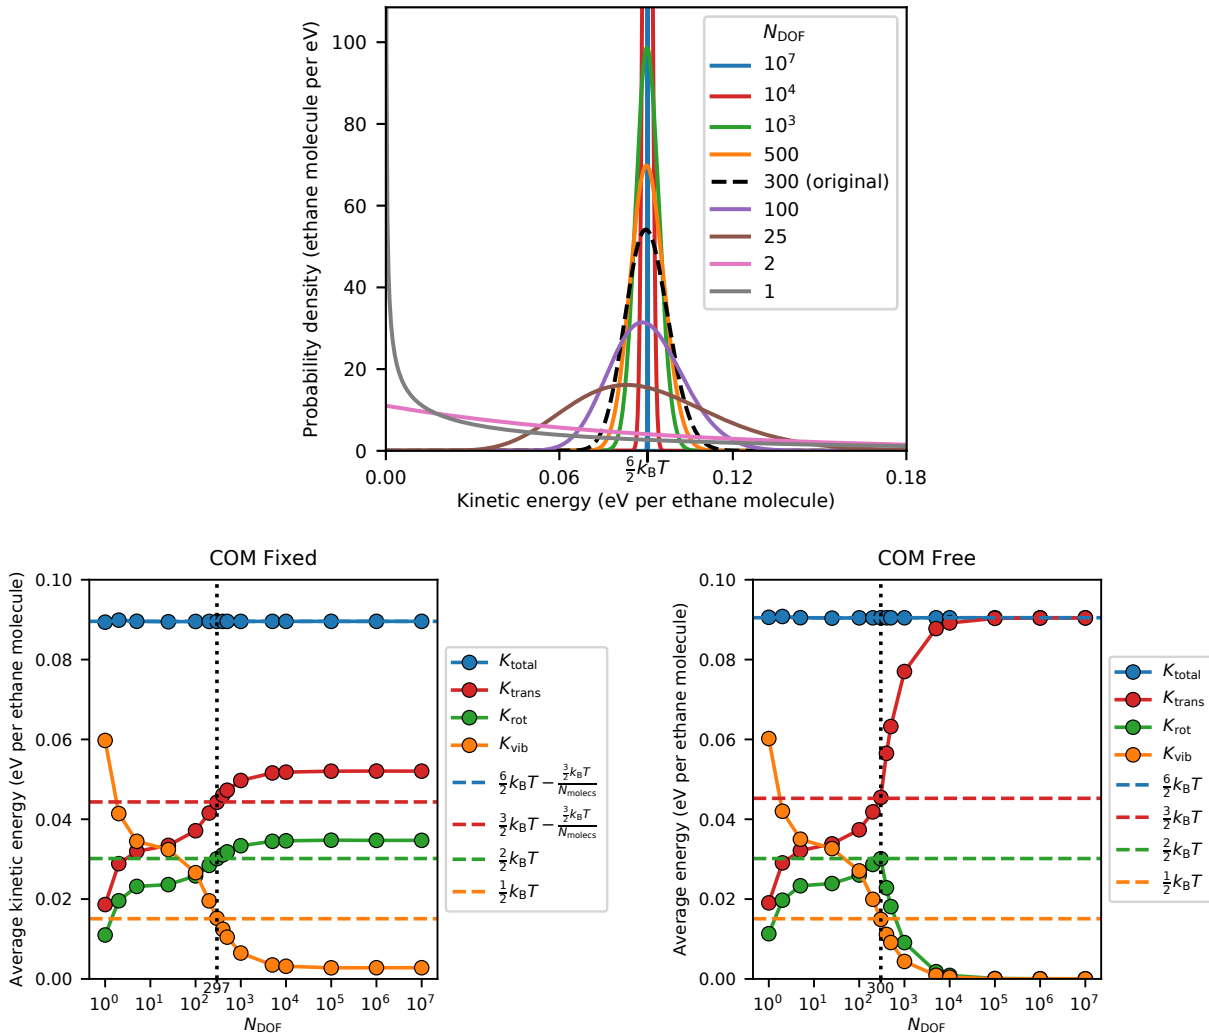 N_DOF
10^7
10^4
10^3
500
300 (original)
100
25
2
1
Probability density (ethane molecule per eV)
100
80
60
40
20
0
0.00
6/2 k_B T
0.06
0.12
0.18
Kinetic energy (eV per ethane molecule)
COM Fixed
Average kinetic energy (eV per ethane molecule)
0.10
0.08
0.06
0.04
0.02
0.00
10^0
10^1
10^2
297
10^3
10^4
10^5
10^6
10^7
N_DOF
K_total
K_trans
K_rot
K_vib
6/2 k_B T − (3/2 k_B T)/N_molecs
3/2 k_B T − (3/2 k_B T)/N_molecs
2/2 k_B T
1/2 k_B T
COM Free
Average energy (eV per ethane molecule)
0.10
0.08
0.06
0.04
0.02
0.00
10^0
10^1
10^2
300
10^3
10^4
10^5
10^6
10^7
N_DOF
K_total
K_trans
K_rot
K_vib
6/2 k_B T
3/2 k_B T
2/2 k_B T
1/2 k_B T